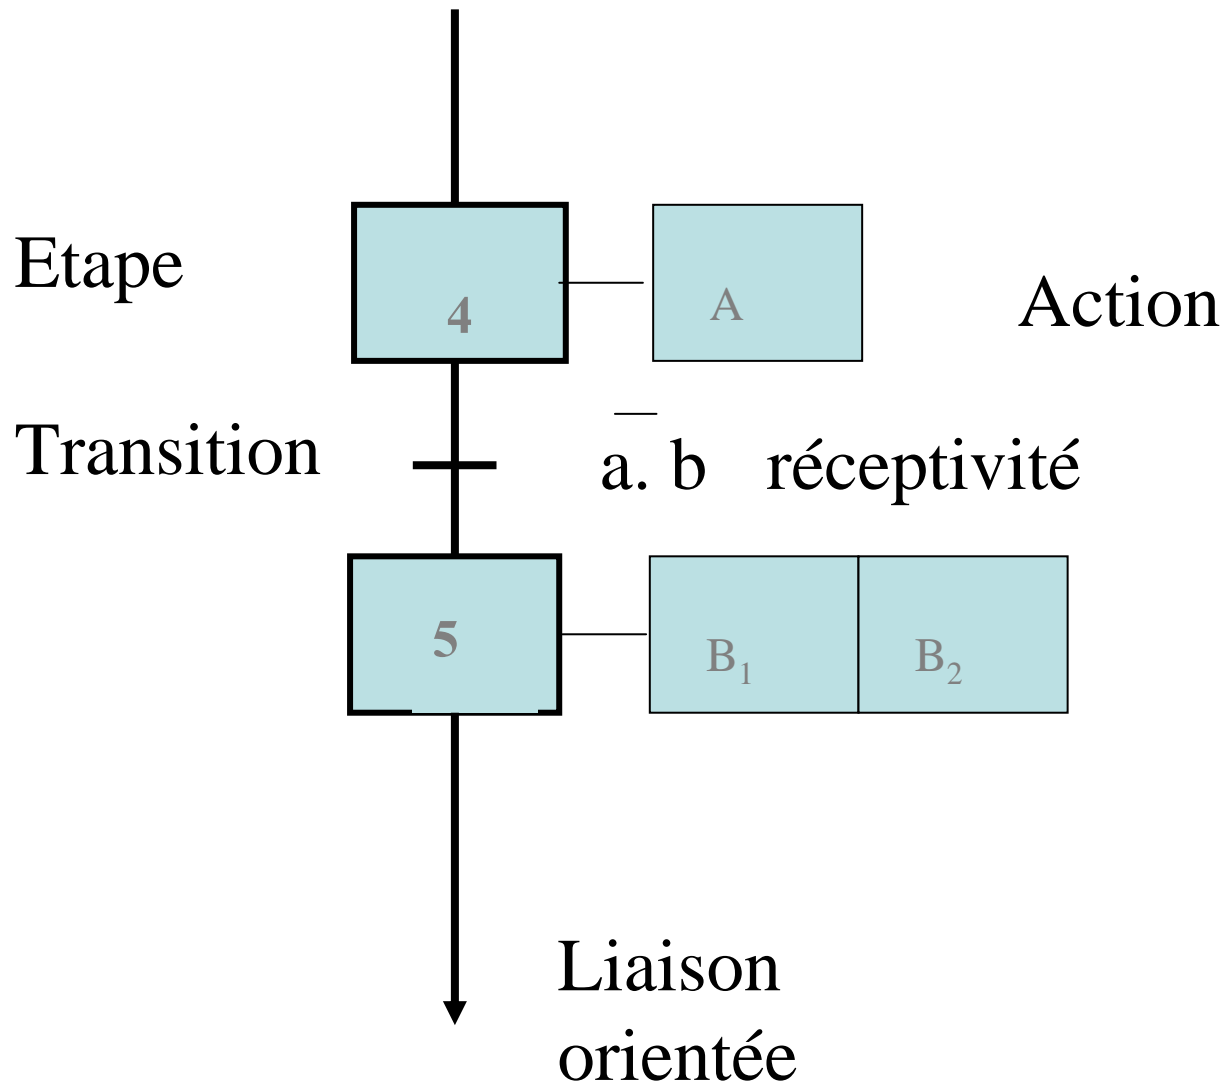 Etape
4
A
Action
Transition
a̅. b réceptivité
5
B₁
B₂
Liaison
orientée